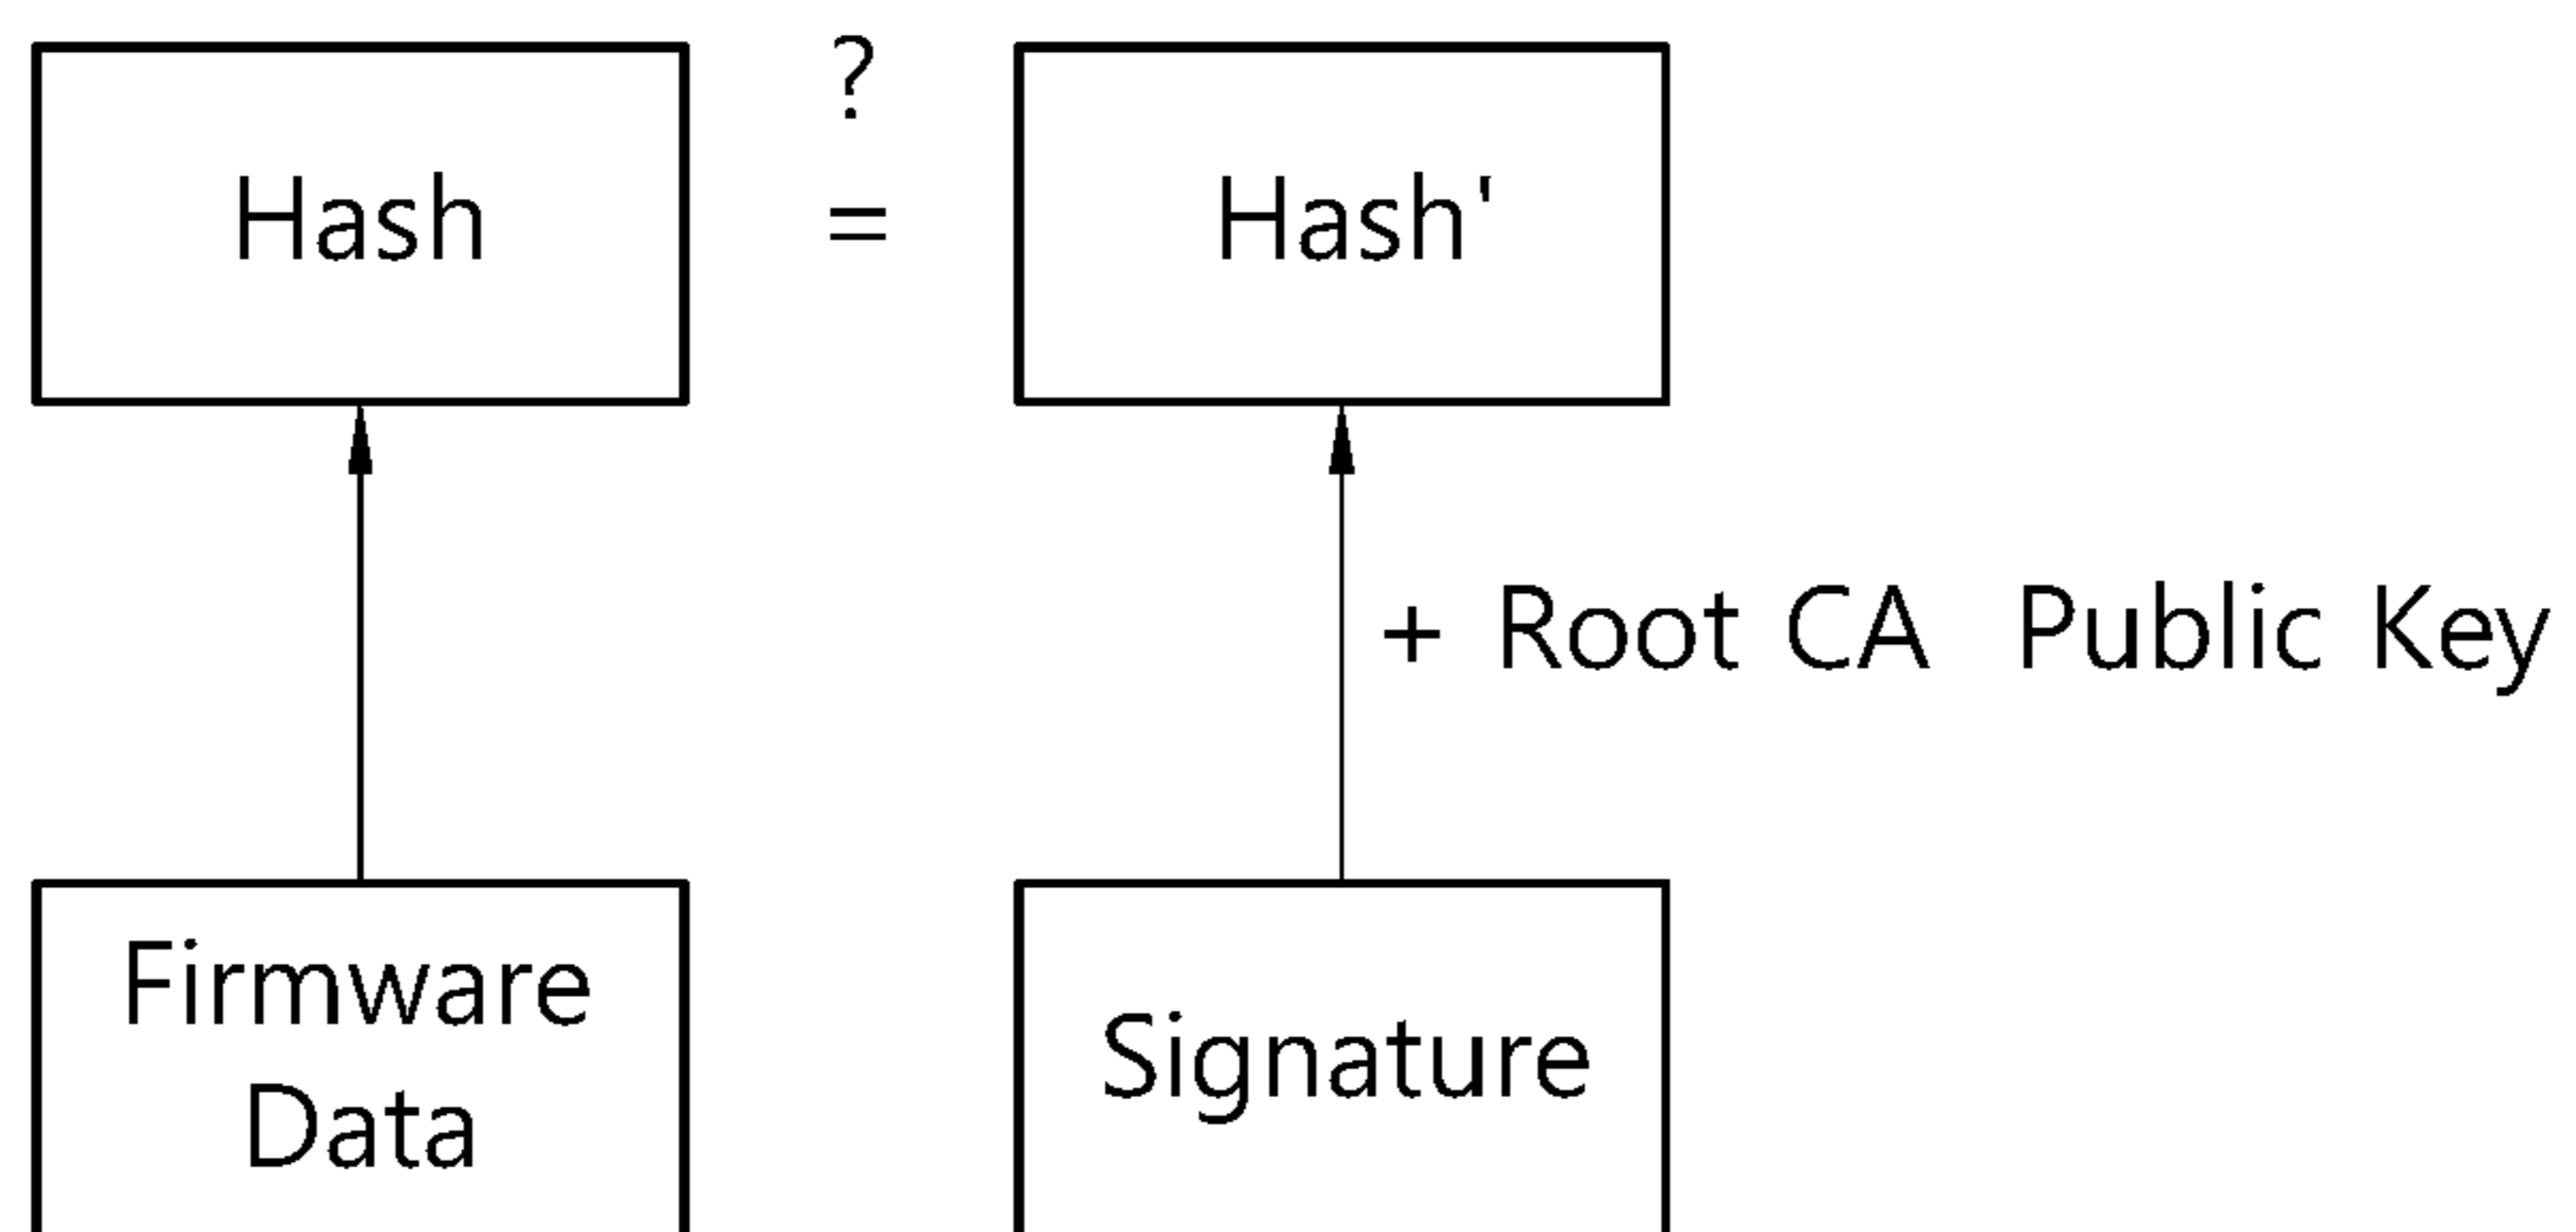 Hash
?
=
Hash'
+ Root CA  Public Key
Firmware
Data
Signature